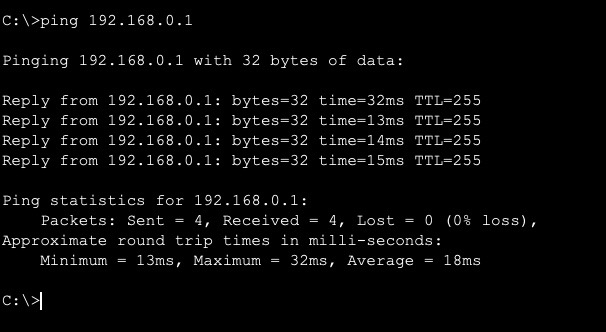 C:\>ping 192.168.0.1
Pinging 192.168.0.1 with 32 bytes of data:
Reply from 192.168.0.1: bytes=32 time=32ms TTL=255
Reply from 192.168.0.1: bytes=32 time=13ms TTL=255
Reply from 192.168.0.1: bytes=32 time=14ms TTL=255
Reply from 192.168.0.1: bytes=32 time=15ms TTL=255
Ping statistics for 192.168.0.1:
    Packets: Sent = 4, Received = 4, Lost = 0 (0% loss),
Approximate round trip times in milli-seconds:
    Minimum = 13ms, Maximum = 32ms, Average = 18ms
C:\>